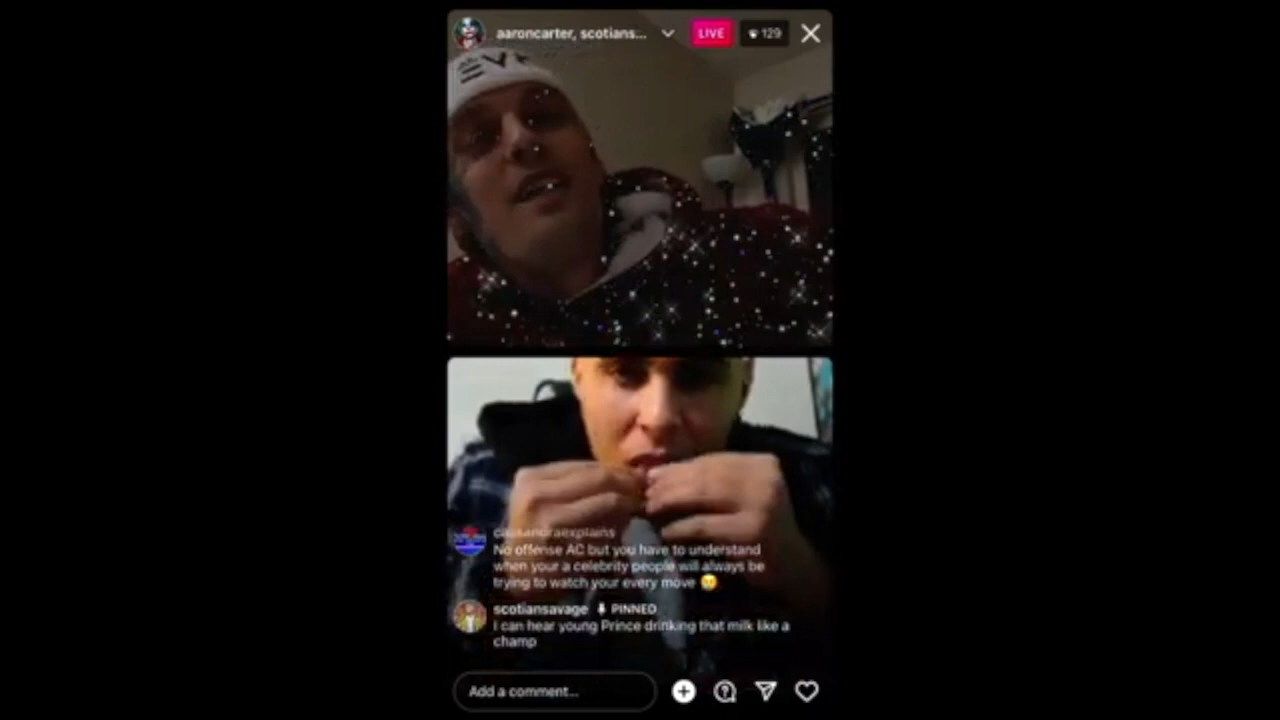 aaroncarter, scotians...
LIVE
129
cassandraexplains
No offense AC but you have to understand
when your a celebrity people will always be
trying to watch your every move 😕
scotiansavage PINNED
I can hear young Prince drinking that milk like a
champ
Add a comment...